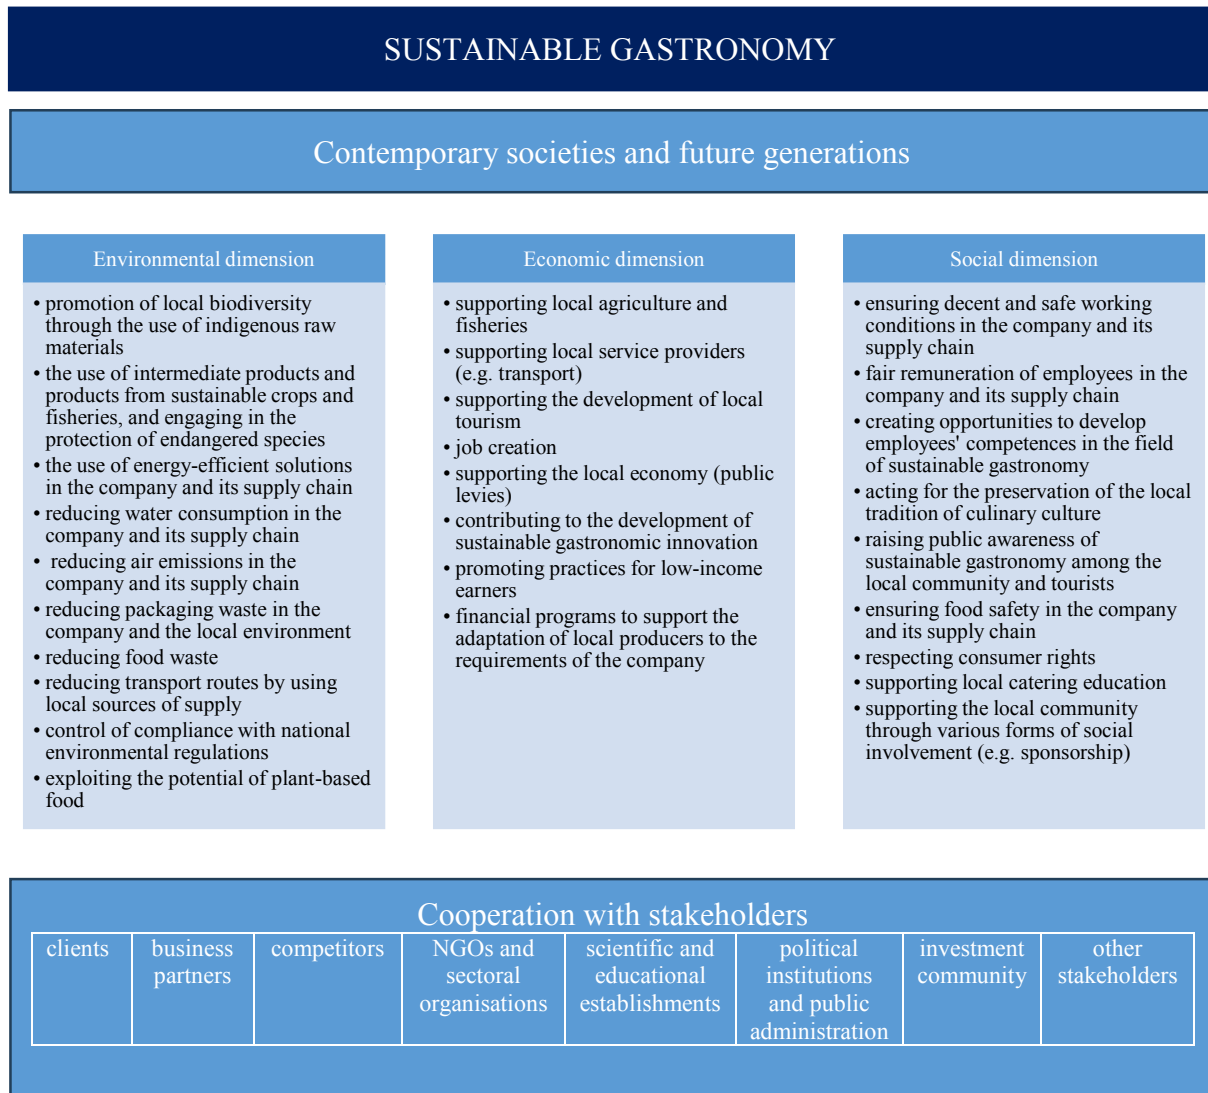 SUSTAINABLE GASTRONOMY
Contemporary societies and future generations
Environmental dimension
• promotion of local biodiversity
through the use of indigenous raw
materials
• the use of intermediate products and
products from sustainable crops and
fisheries, and engaging in the
protection of endangered species
• the use of energy-efficient solutions
in the company and its supply chain
• reducing water consumption in the
company and its supply chain
• reducing air emissions in the
company and its supply chain
• reducing packaging waste in the
company and the local environment
• reducing food waste
• reducing transport routes by using
local sources of supply
• control of compliance with national
environmental regulations
• exploiting the potential of plant-based
food
Economic dimension
• supporting local agriculture and
fisheries
• supporting local service providers
(e.g. transport)
• supporting the development of local
tourism
• job creation
• supporting the local economy (public
levies)
• contributing to the development of
sustainable gastronomic innovation
• promoting practices for low-income
earners
• financial programs to support the
adaptation of local producers to the
requirements of the company
Social dimension
• ensuring decent and safe working
conditions in the company and its
supply chain
• fair remuneration of employees in the
company and its supply chain
• creating opportunities to develop
employees' competences in the field
of sustainable gastronomy
• acting for the preservation of the local
tradition of culinary culture
• raising public awareness of
sustainable gastronomy among the
local community and tourists
• ensuring food safety in the company
and its supply chain
• respecting consumer rights
• supporting local catering education
• supporting the local community
through various forms of social
involvement (e.g. sponsorship)
Cooperation with stakeholders
clients
business
partners
competitors
NGOs and
sectoral
organisations
scientific and
educational
establishments
political
institutions
and public
administration
investment
community
other
stakeholders